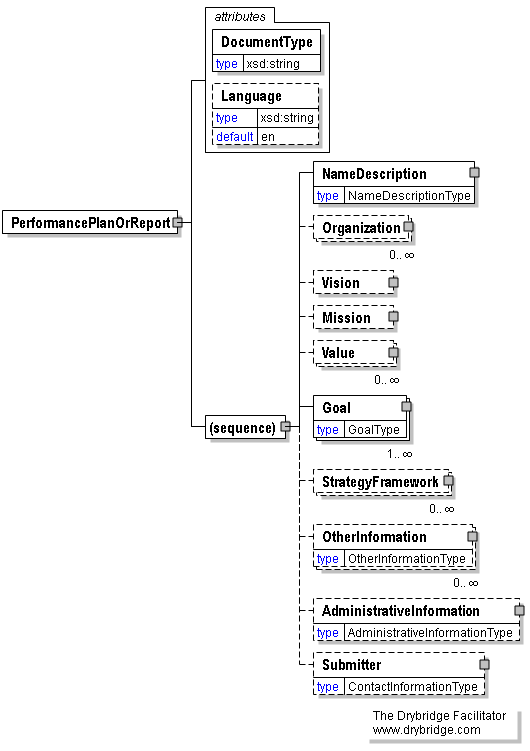 attributes
DocumentType
type xsd:string
Language
type xsd:string
default en
PerformancePlanOrReport
NameDescription
type NameDescriptionType
Organization
0..∞
Vision
Mission
Value
0..∞
(sequence)
Goal
type GoalType
1..∞
StrategyFramework
0..∞
OtherInformation
type OtherInformationType
0..∞
AdministrativeInformation
type AdministrativeInformationType
Submitter
type ContactInformationType
The Drybridge Facilitator
www.drybridge.com